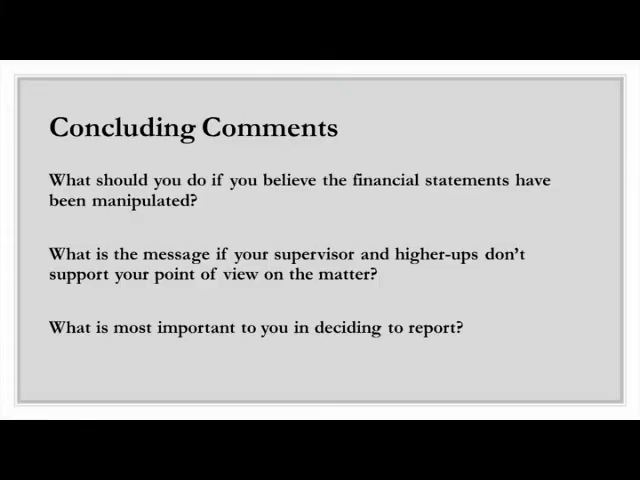 Concluding Comments
What should you do if you believe the financial statements have
been manipulated?
What is the message if your supervisor and higher-ups don’t
support your point of view on the matter?
What is most important to you in deciding to report?